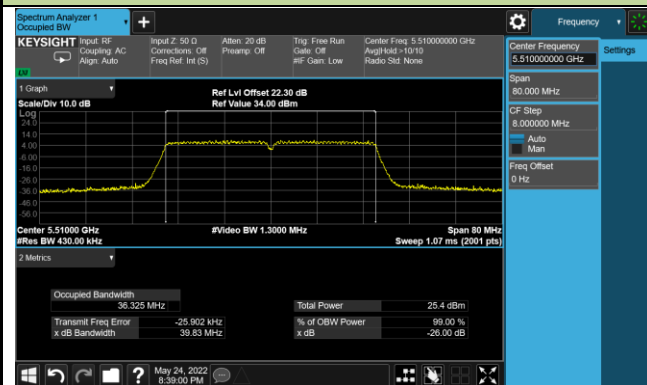 Spectrum Analyzer 1
Occupied BW
+
Frequency
KEYSIGHT
Input: RF
Coupling: AC
Align: Auto
Input Z: 50 Ω
Corrections: Off
Freq Ref: Int (S)
Atten: 20 dB
Preamp: Off
Trig: Free Run
Gate: Off
#IF Gain: Low
Center Freq: 5.510000000 GHz
Avg|Hold:>10/10
Radio Std: None
Center Frequency
5.510000000 GHz
Settings
Span
80.000 MHz
CF Step
8.000000 MHz
Auto
Man
Freq Offset
0 Hz
1 Graph
Scale/Div 10.0 dB
Ref Lvl Offset 22.30 dB
Ref Value 34.00 dBm
Log
24.0
14.0
4.00
-6.00
-16.0
-26.0
-36.0
-46.0
-56.0
Center 5.51000 GHz
#Video BW 1.3000 MHz
Span 80 MHz
#Res BW 430.00 kHz
Sweep 1.07 ms (2001 pts)
2 Metrics
Occupied Bandwidth
36.325 MHz
Total Power 25.4 dBm
Transmit Freq Error -25.902 kHz
% of OBW Power 99.00 %
x dB Bandwidth 39.83 MHz
x dB -26.00 dB
?
May 24, 2022
8:39:00 PM